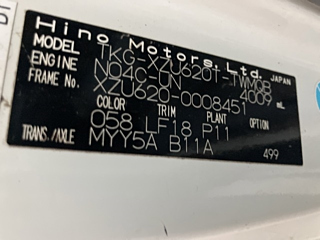 Hino Motors, Ltd. JAPAN
TKG-XZU620T-TWMQB
ENGINE N04C-UN 4009 mL
FRAME No. XZU620-0008451
COLOR TRIM PLANT OPTION
058 LF18 P11
TRANS./AXLE MYY5A B11A 499